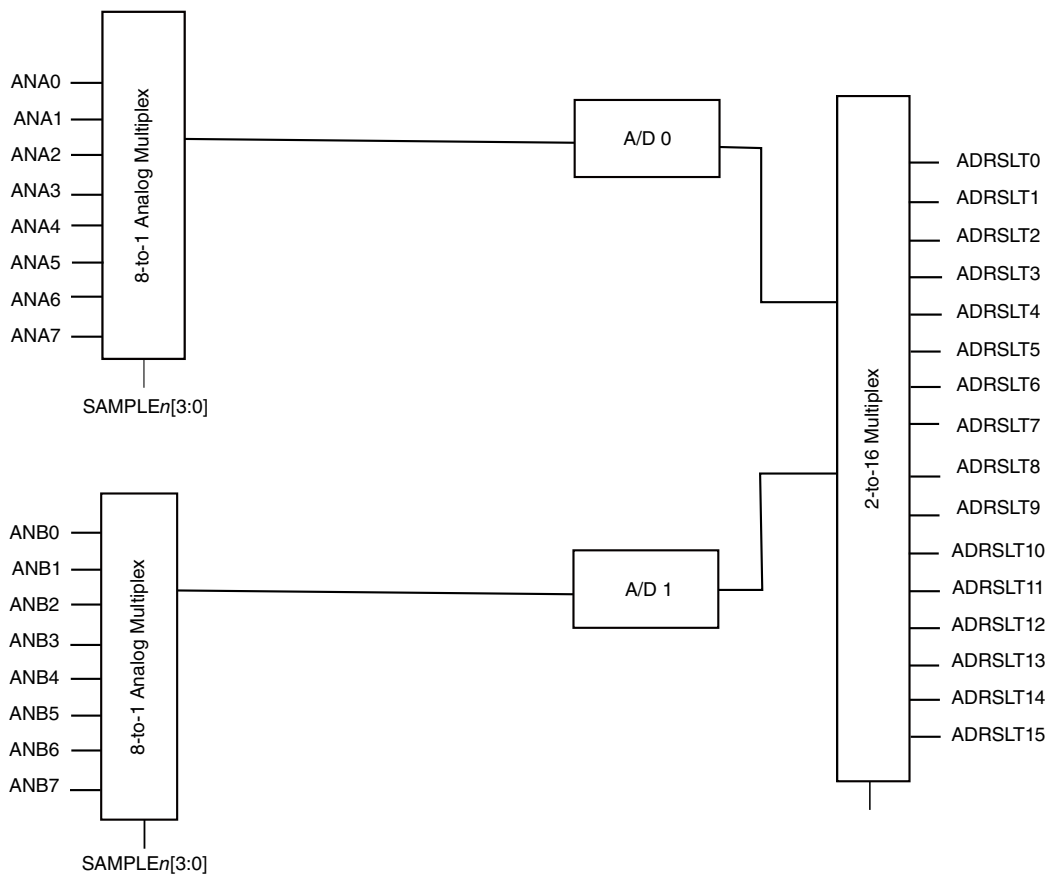 ANA0
ANA1
ANA2
ANA3
ANA4
ANA5
ANA6
ANA7
8-to-1 Analog Multiplex
SAMPLEn[3:0]
A/D 0
ANB0
ANB1
ANB2
ANB3
ANB4
ANB5
ANB6
ANB7
8-to-1 Analog Multiplex
SAMPLEn[3:0]
A/D 1
2-to-16 Multiplex
ADRSLT0
ADRSLT1
ADRSLT2
ADRSLT3
ADRSLT4
ADRSLT5
ADRSLT6
ADRSLT7
ADRSLT8
ADRSLT9
ADRSLT10
ADRSLT11
ADRSLT12
ADRSLT13
ADRSLT14
ADRSLT15